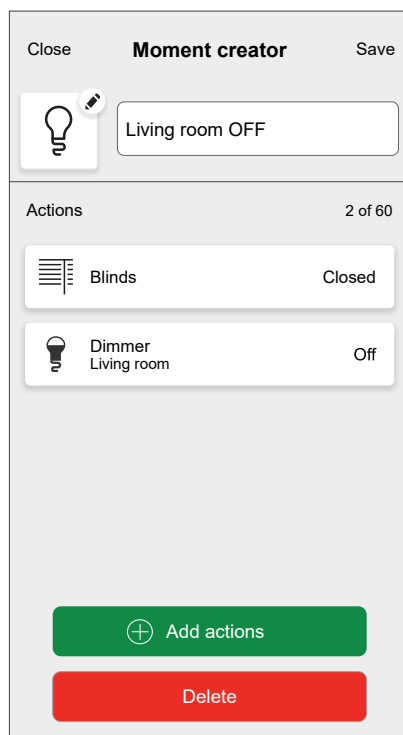 Close Moment creator Save
Living room OFF
Actions 2 of 60
Blinds Closed
Dimmer
Living room
Off
Add actions
Delete